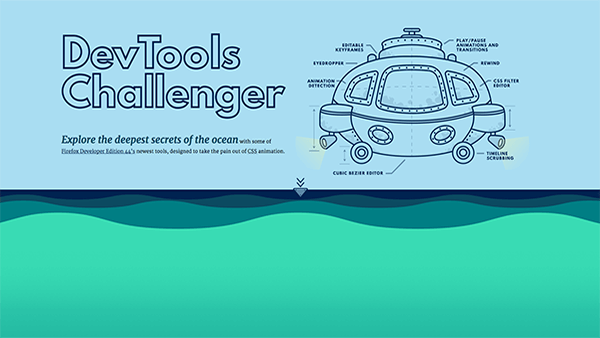 DevTools
Challenger
Explore the deepest secrets of the ocean with some of
Firefox Developer Edition 44's newest tools, designed to take the pain out of CSS animation.
EDITABLE
KEYFRAMES
PLAY/PAUSE
ANIMATIONS AND
TRANSITIONS
EYEDROPPER
REWIND
ANIMATION
DETECTION
CSS FILTER
EDITOR
TIMELINE
SCRUBBING
CUBIC BEZIER EDITOR